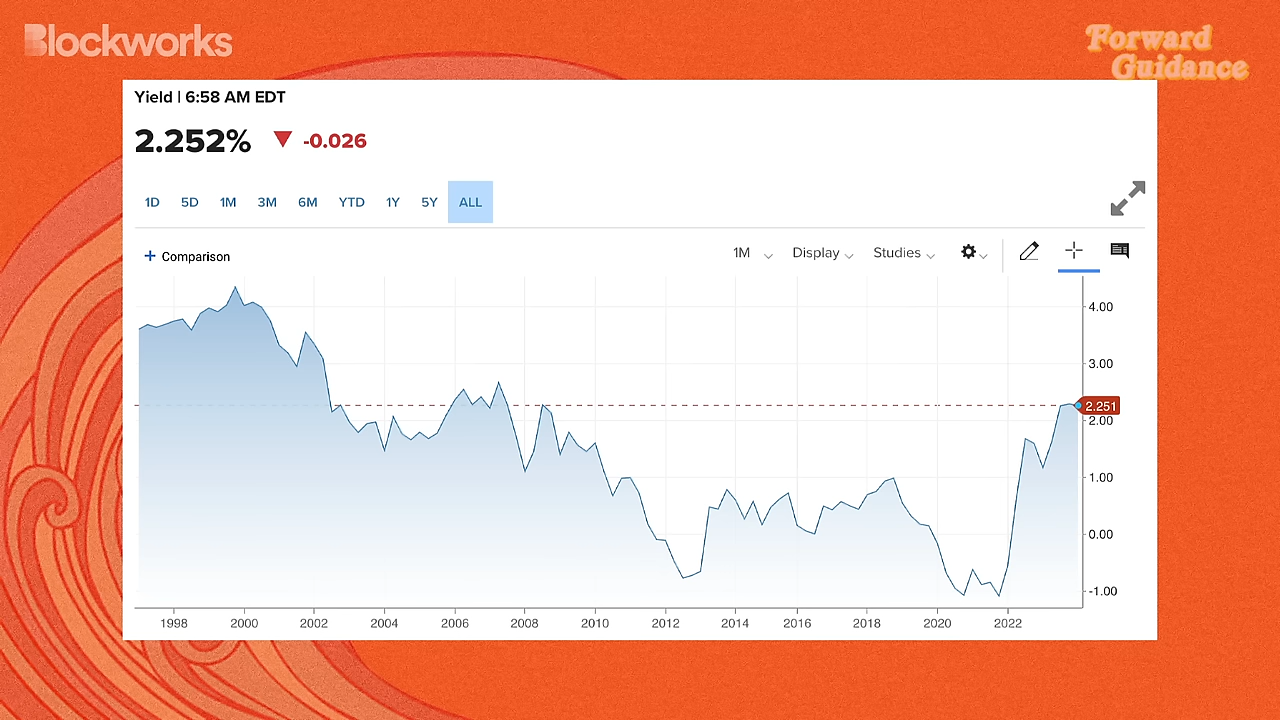 Blockworks
Forward
Guidance
Yield | 6:58 AM EDT
2.252% ▼ -0.026
1D 5D 1M 3M 6M YTD 1Y 5Y ALL
+ Comparison
1M Display Studies
4.00
3.00
2.251
2.00
1.00
0.00
-1.00
1998 2000 2002 2004 2006 2008 2010 2012 2014 2016 2018 2020 2022